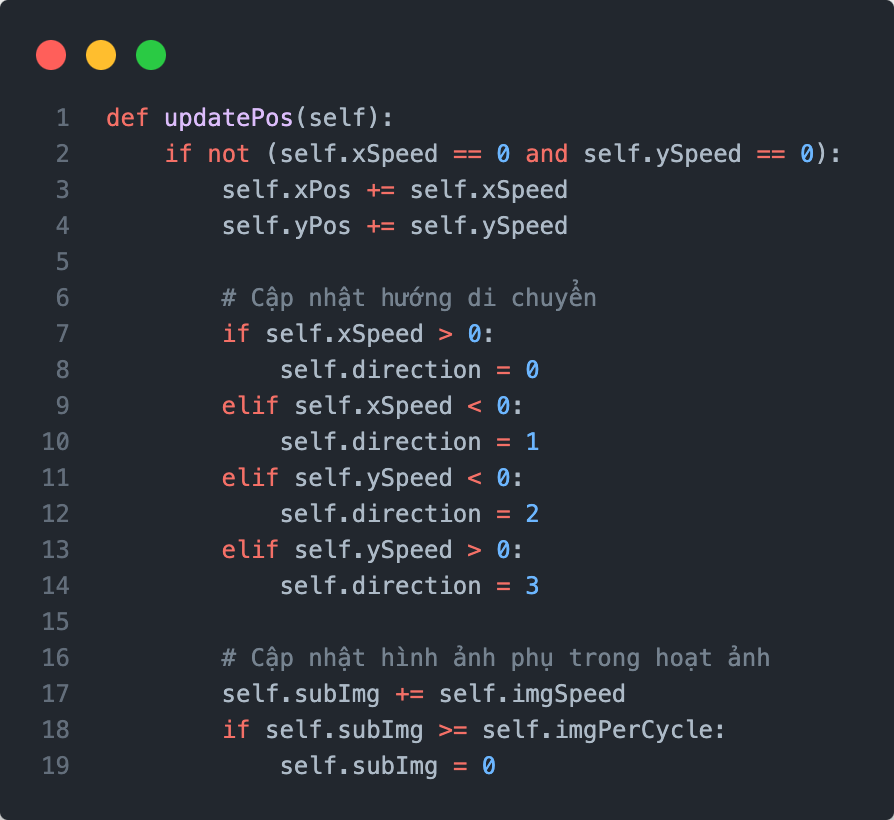 1 def updatePos(self):
2     if not (self.xSpeed == 0 and self.ySpeed == 0):
3         self.xPos += self.xSpeed
4         self.yPos += self.ySpeed
5
6         # Cập nhật hướng di chuyển
7         if self.xSpeed > 0:
8             self.direction = 0
9         elif self.xSpeed < 0:
10             self.direction = 1
11         elif self.ySpeed < 0:
12             self.direction = 2
13         elif self.ySpeed > 0:
14             self.direction = 3
15
16         # Cập nhật hình ảnh phụ trong hoạt ảnh
17         self.subImg += self.imgSpeed
18         if self.subImg >= self.imgPerCycle:
19             self.subImg = 0